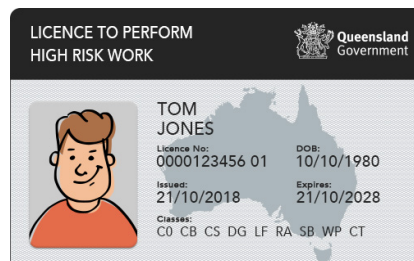 LICENCE TO PERFORM
HIGH RISK WORK
Queensland
Government
TOM
JONES
Licence No: DOB:
0000123456 01 10/10/1980
Issued: Expires:
21/10/2018 21/10/2028
Classes:
C0 CB CS DG LF RA SB WP CT